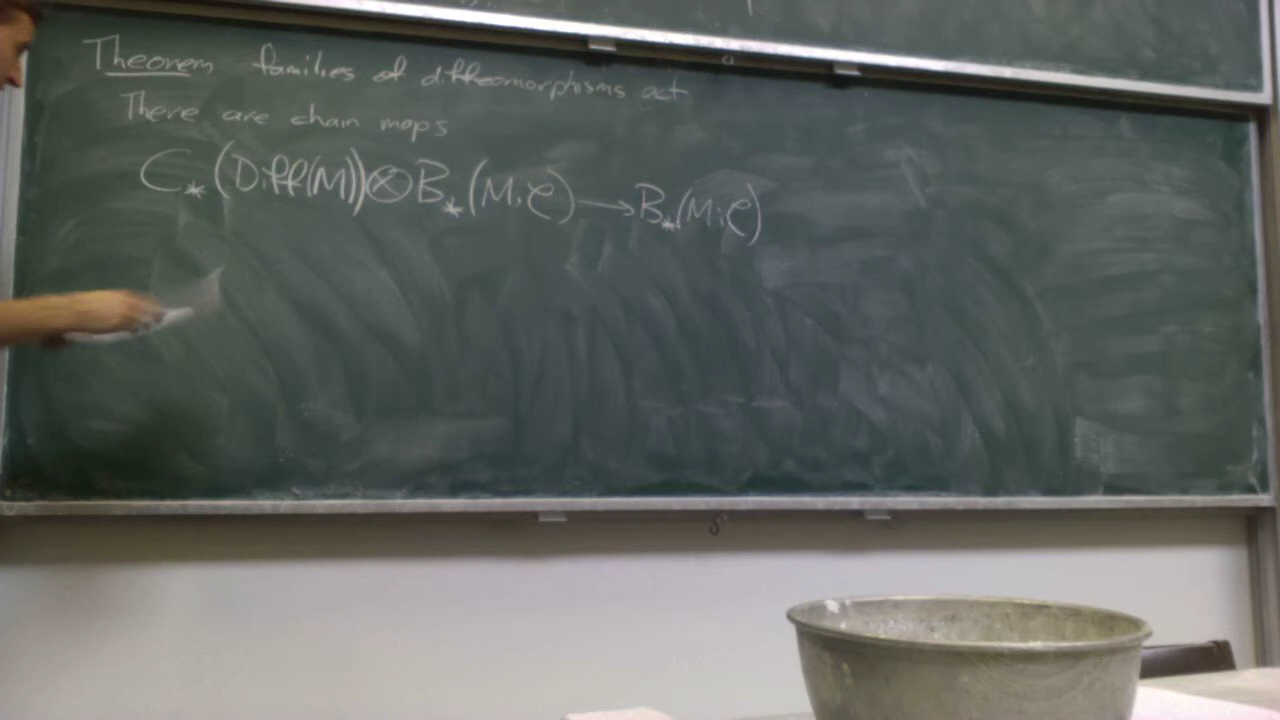 Theorem families of diffeomorphisms act
There are chain maps
C_*(Diff(M))⊗B_*(M;C)→B_*(M;C)